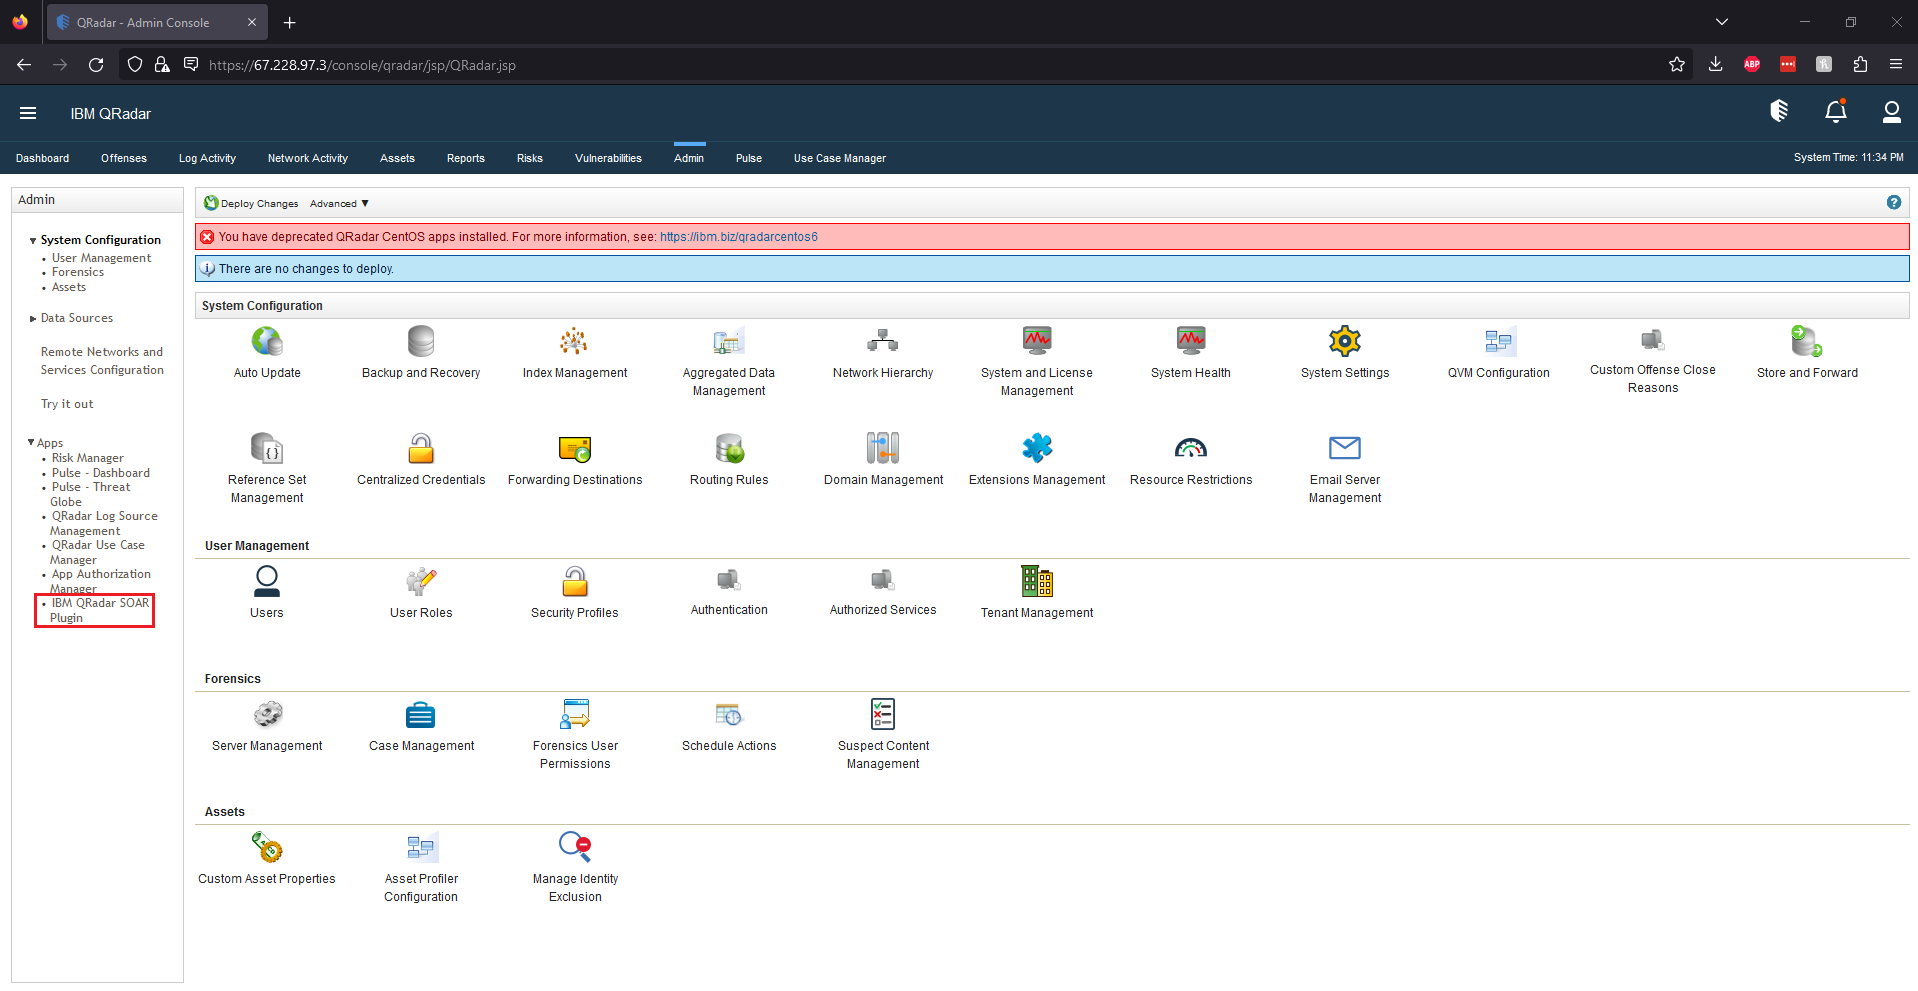 QRadar - Admin Console
https://67.228.97.3/console/qradar/jsp/QRadar.jsp
ABP
IBM QRadar
Dashboard Offenses Log Activity Network Activity Assets Reports Risks Vulnerabilities Admin Pulse Use Case Manager System Time: 11:34 PM
Admin
System Configuration
User Management
Forensics
Assets
Data Sources
Remote Networks and
Services Configuration
Try it out
Apps
Risk Manager
Pulse - Dashboard
Pulse - Threat
Globe
QRadar Log Source
Management
QRadar Use Case
Manager
App Authorization
Manager
IBM QRadar SOAR
Plugin
Deploy Changes Advanced ▼
You have deprecated QRadar CentOS apps installed. For more information, see: https://ibm.biz/qradarcentos6
There are no changes to deploy.
System Configuration
Auto Update
Backup and Recovery
Index Management
Aggregated Data
Management
Network Hierarchy
System and License
Management
System Health
System Settings
QVM Configuration
Custom Offense Close
Reasons
Store and Forward
Reference Set
Management
Centralized Credentials
Forwarding Destinations
Routing Rules
Domain Management
Extensions Management
Resource Restrictions
Email Server
Management
User Management
Users
User Roles
Security Profiles
Authentication
Authorized Services
Tenant Management
Forensics
Server Management
Case Management
Forensics User
Permissions
Schedule Actions
Suspect Content
Management
Assets
Custom Asset Properties
Asset Profiler
Configuration
Manage Identity
Exclusion